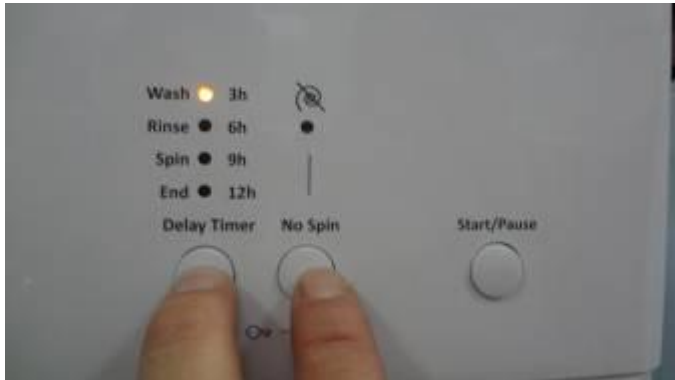 Wash 3h
Rinse 6h
Spin 9h
End 12h
Delay Timer No Spin Start/Pause